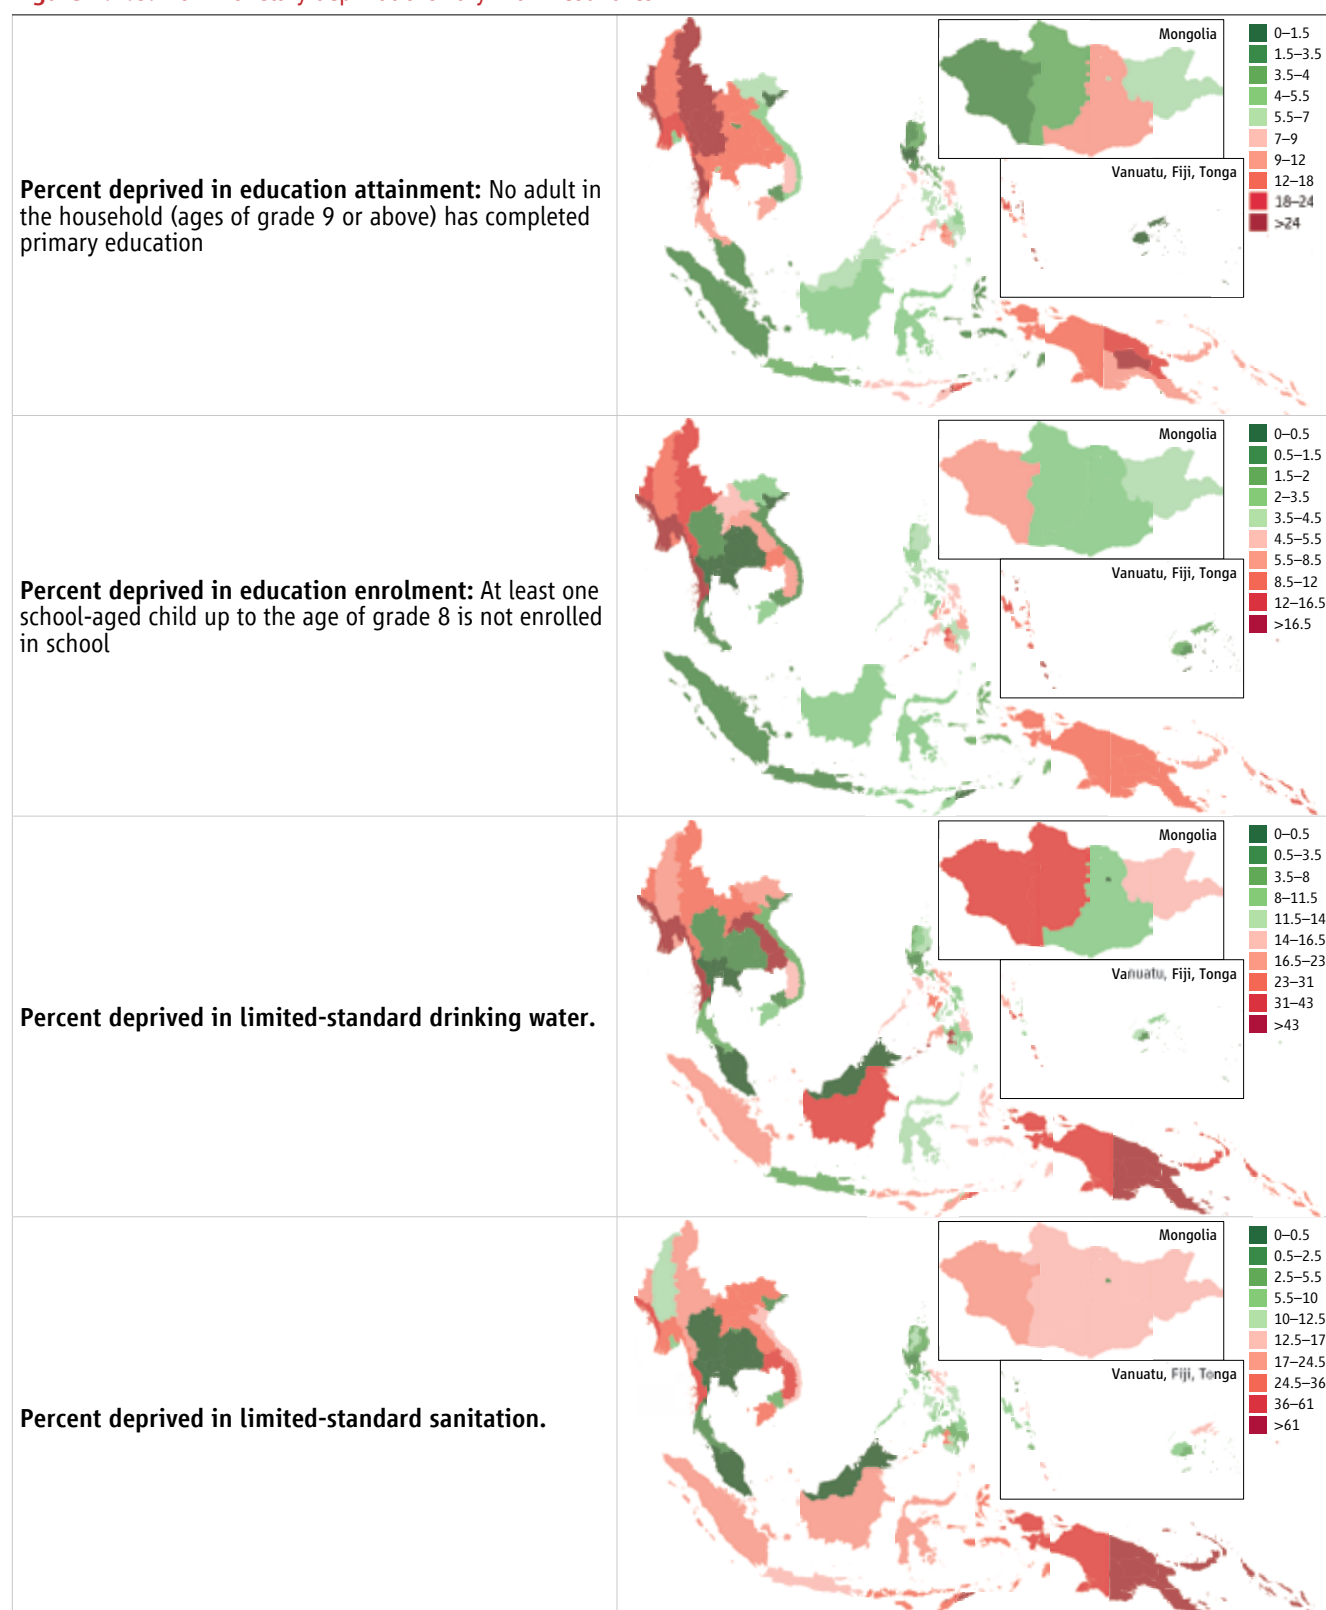 Percent deprived in education attainment: No adult in
the household (ages of grade 9 or above) has completed
primary education
Mongolia
Vanuatu, Fiji, Tonga
0–1.5
1.5–3.5
3.5–4
4–5.5
5.5–7
7–9
9–12
12–18
18–24
>24
Percent deprived in education enrolment: At least one
school-aged child up to the age of grade 8 is not enrolled
in school
Mongolia
Vanuatu, Fiji, Tonga
0–0.5
0.5–1.5
1.5–2
2–3.5
3.5–4.5
4.5–5.5
5.5–8.5
8.5–12
12–16.5
>16.5
Percent deprived in limited-standard drinking water.
Mongolia
Vanuatu, Fiji, Tonga
0–0.5
0.5–3.5
3.5–8
8–11.5
11.5–14
14–16.5
16.5–23
23–31
31–43
>43
Percent deprived in limited-standard sanitation.
Mongolia
Vanuatu, Fiji, Tonga
0–0.5
0.5–2.5
2.5–5.5
5.5–10
10–12.5
12.5–17
17–24.5
24.5–36
36–61
>61